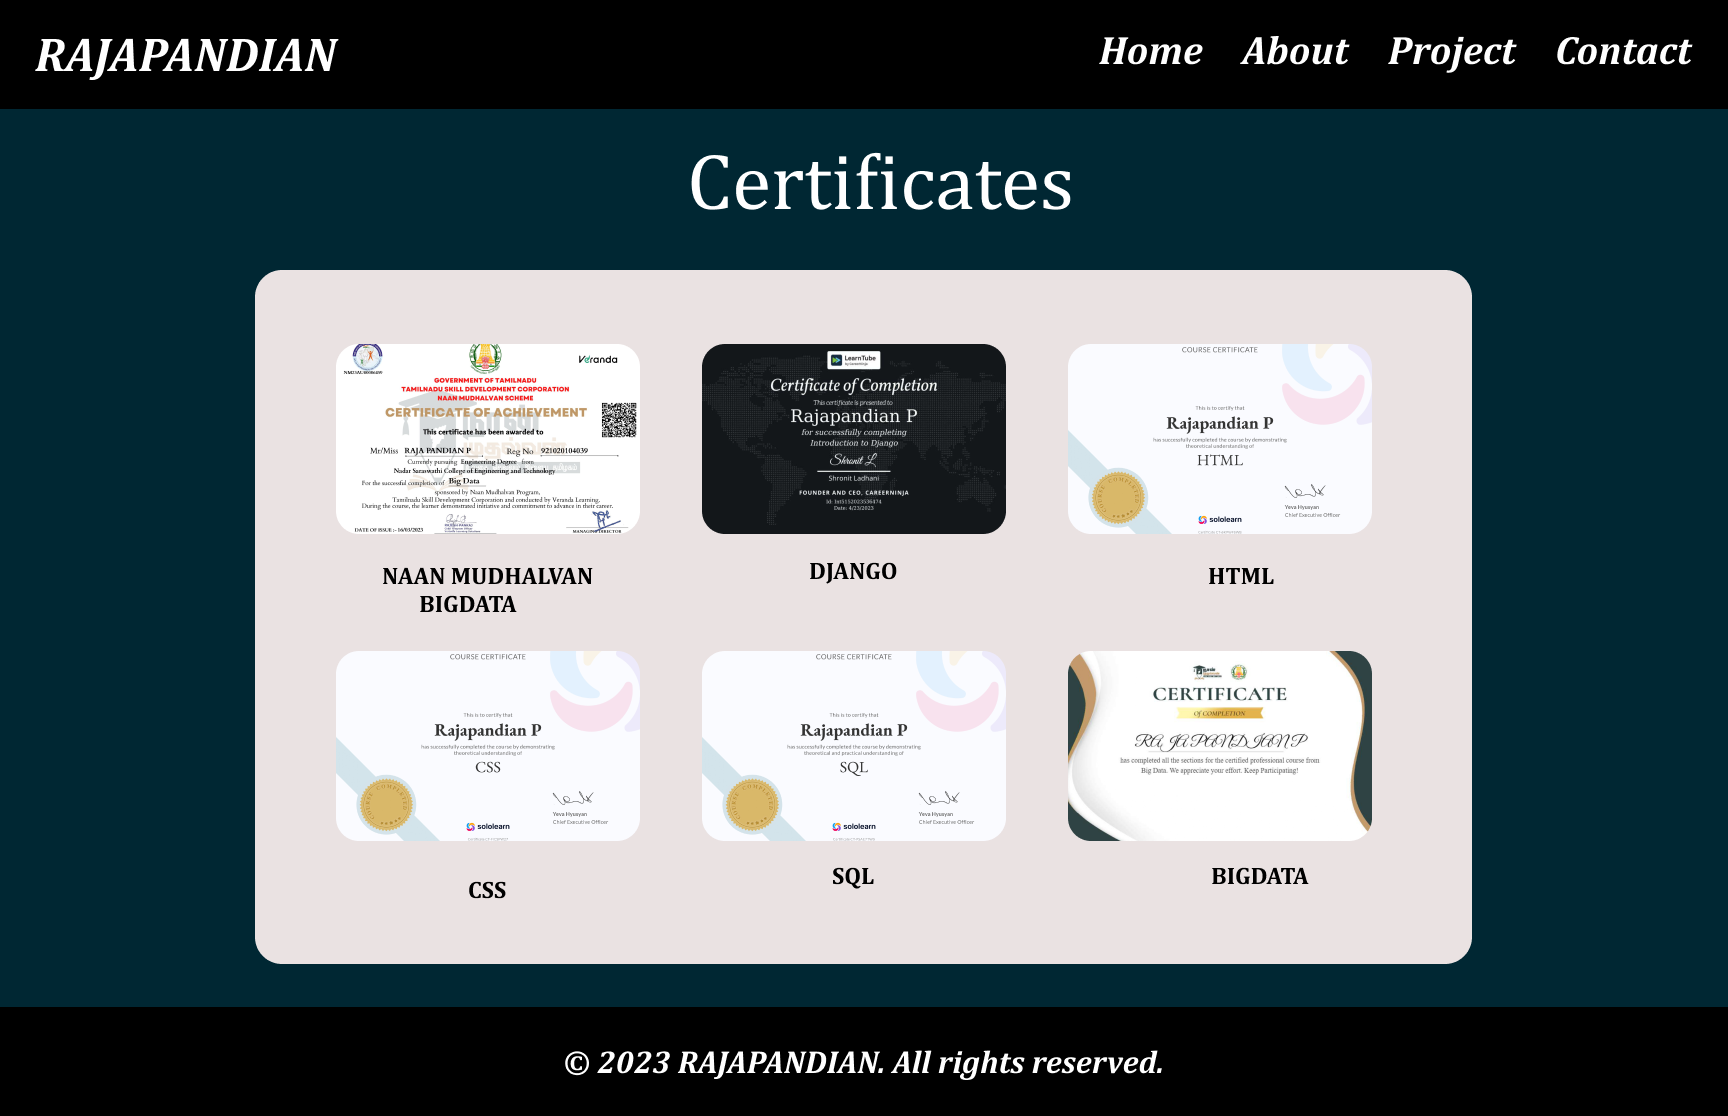 RAJAPANDIAN
Home About Project Contact
Certificates
NM23AU00006459
Veranda
GOVERNMENT OF TAMILNADU
TAMILNADU SKILL DEVELOPMENT CORPORATION
NAAN MUDHALVAN SCHEME
CERTIFICATE OF ACHIEVEMENT
This certificate has been awarded to
Mr/Miss RAJA PANDIAN P Reg No 921020104039
Currently pursuing Engineering Degree from
Nadar Saraswathi College of Engineering and Technology
For the successful completion of Big Data
sponsored by Naan Mudhalvan Program,
Tamilnadu Skill Development Corporation and conducted by Veranda Learning.
During the course, the learner demonstrated initiative and commitment to advance in their career.
DATE OF ISSUE :- 16/03/2023
MANAGING DIRECTOR
NAAN MUDHALVAN
BIGDATA
LearnTube
by CareerNinja
Certificate of Completion
This certificate is presented to
Rajapandian P
for successfully completing
Introduction to Django
Shronit L
Shronit Ladhani
FOUNDER AND CEO, CAREERNINJA
Date: 4/23/2023
DJANGO
COURSE CERTIFICATE
This is to certify that
Rajapandian P
has successfully completed the course by demonstrating
theoretical understanding of
HTML
COURSE COMPLETED
Yeva Hyusyan
Chief Executive Officer
sololearn
HTML
COURSE CERTIFICATE
This is to certify that
Rajapandian P
has successfully completed the course by demonstrating
theoretical understanding of
CSS
COURSE COMPLETED
Yeva Hyusyan
Chief Executive Officer
sololearn
CSS
COURSE CERTIFICATE
This is to certify that
Rajapandian P
has successfully completed the course by demonstrating
theoretical and practical understanding of
SQL
COURSE COMPLETED
Yeva Hyusyan
Chief Executive Officer
sololearn
SQL
CERTIFICATE
Of COMPLETION
RAJAPANDIAN P
has completed all the sections for the certified professional course from
Big Data. We appreciate your effort. Keep Participating!
BIGDATA
© 2023 RAJAPANDIAN. All rights reserved.